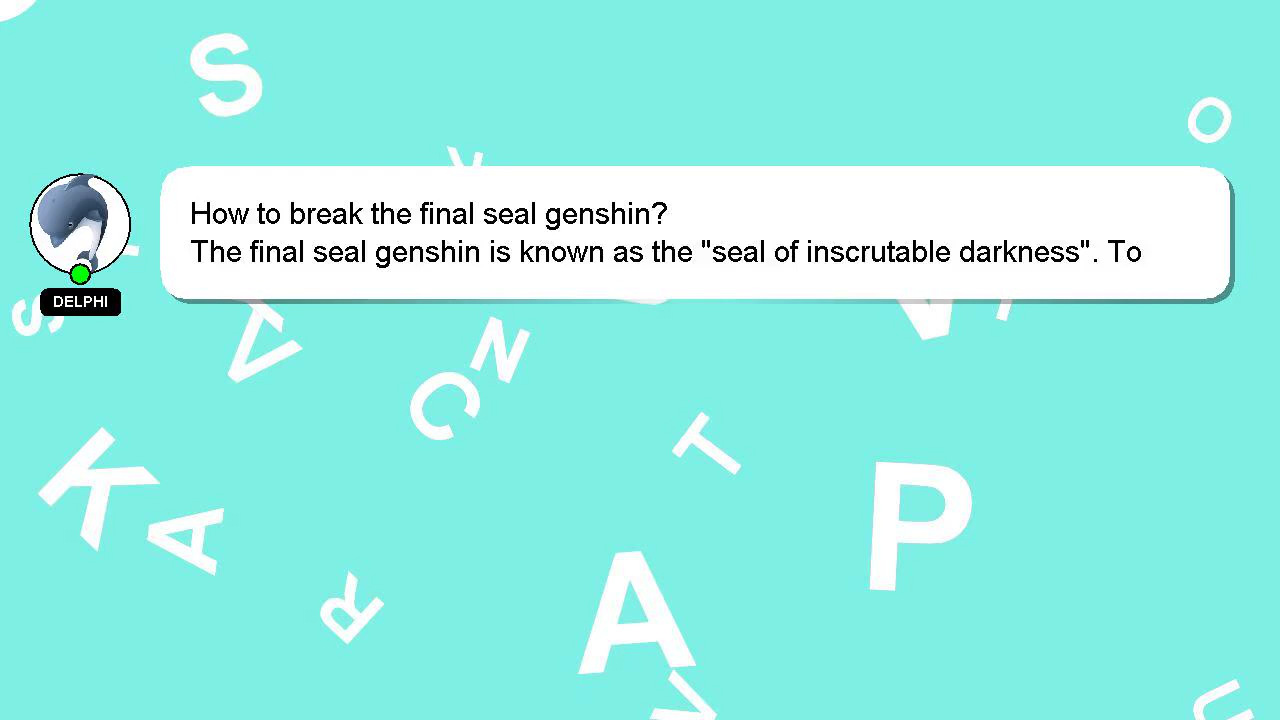 How to break the final seal genshin?
The final seal genshin is known as the "seal of inscrutable darkness". To
DELPHI
S
O
V
N
C
T
K
A
P
R
A
U